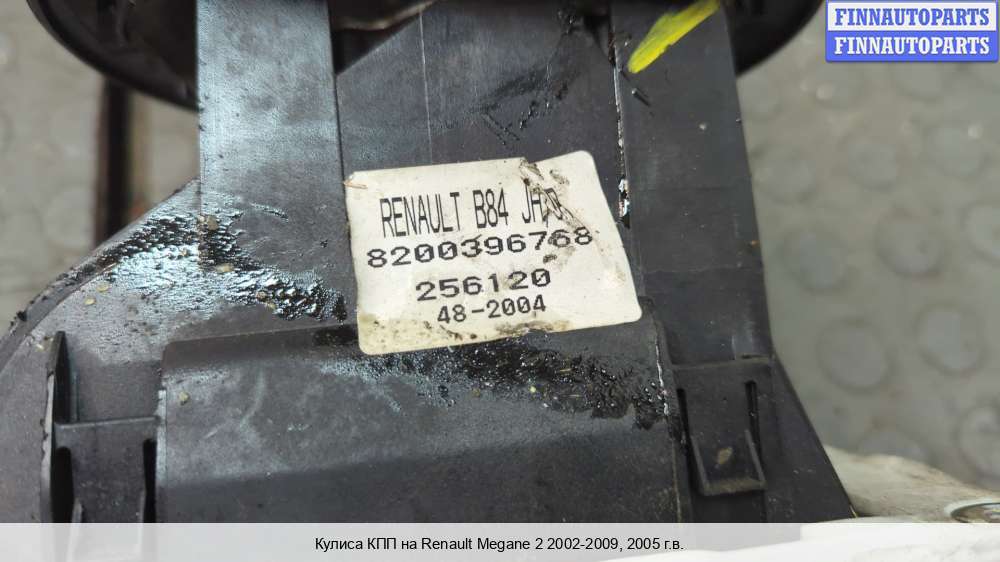 FINNAUTOPARTS
FINNAUTOPARTS
RENAULT B84
8200396768
256120
48-2004
Кулиса КПП на Renault Megane 2 2002-2009, 2005 г.в.